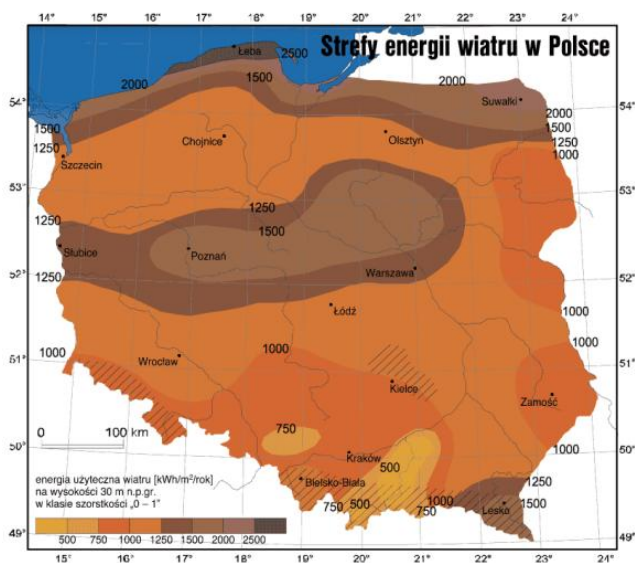 14° 15° 16° 17° 18° 19° 20° 21° 22° 23° 24°
Strefy energii wiatru w Polsce
Łeba
2500
2000
1500
2000
Suwałki
54°
54°
2000
1500
1500
1250
1250
1000
Chojnice
Olsztyn
Szczecin
53°
53°
1250
1250
1500
Słubice
Poznań
1250
Warszawa
52°
52°
Łódź
1000
1000
1000
1000
Wrocław
51°
51°
Kielce
Zamość
750
0 100 km
50°
50°
Kraków
500
1000
energia użyteczna wiatru [kWh/m²/rok]
na wysokości 30 m n.p.gr.
w klasie szorstkości „0 – 1”
Bielsko-Biała
1250
1500
Leska
750 500 750 1000
500 750 1000 1250 1500 2000 2500
49°
49°
15° 16° 17° 18° 19° 20° 21° 22° 23°